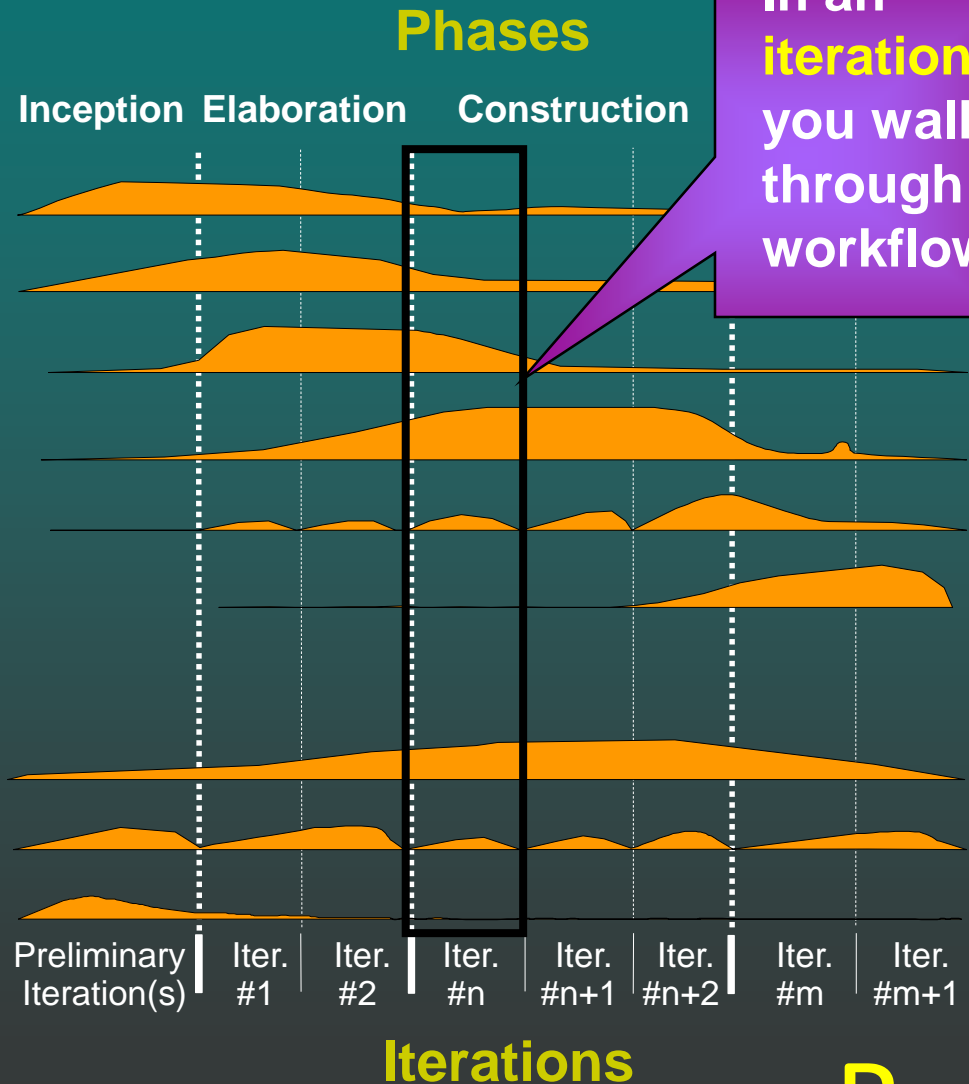 Phases
in an
iteration
you wal
through
workflow
Inception Elaboration Construction
Preliminary Iteration(s)
Iter. #1
Iter. #2
Iter. #n
Iter. #n+1
Iter. #n+2
Iter. #m
Iter. #m+1
Iterations